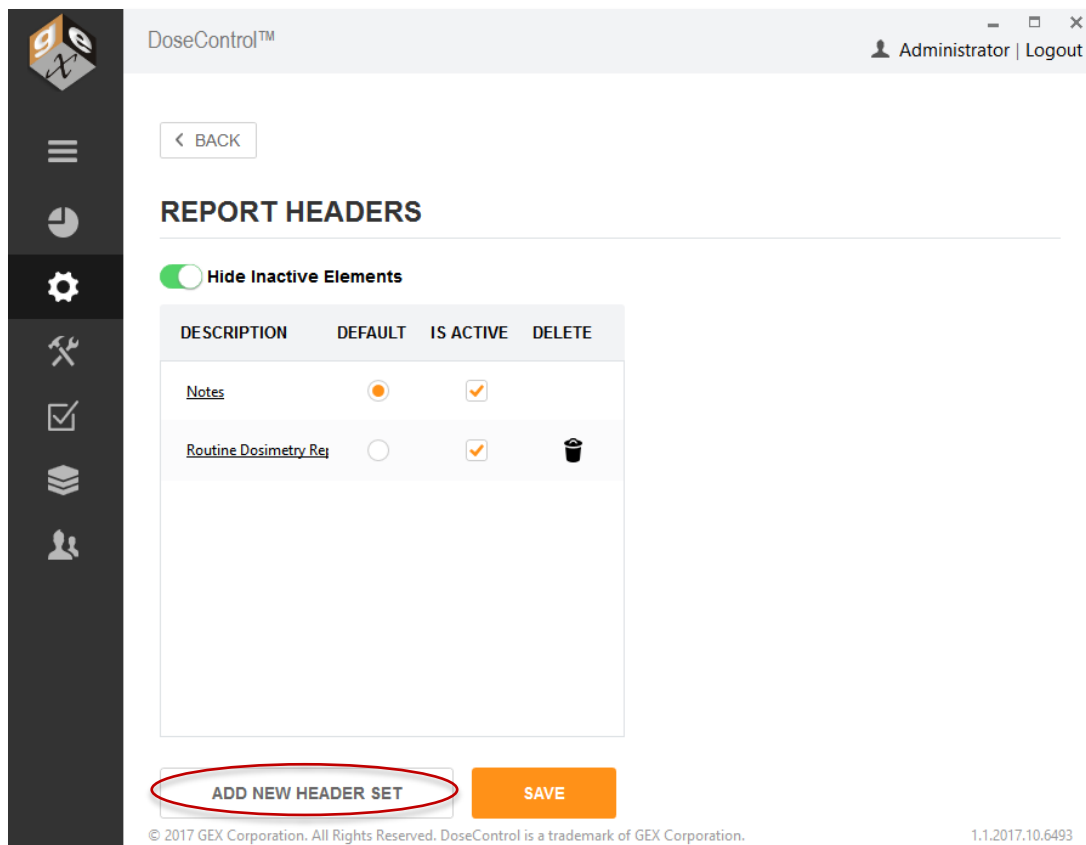 gex
DoseControl™
Administrator | Logout
BACK
REPORT HEADERS
Hide Inactive Elements
DESCRIPTION DEFAULT IS ACTIVE DELETE
Notes
Routine Dosimetry Rep
ADD NEW HEADER SET SAVE
© 2017 GEX Corporation. All Rights Reserved. DoseControl is a trademark of GEX Corporation. 1.1.2017.10.6493